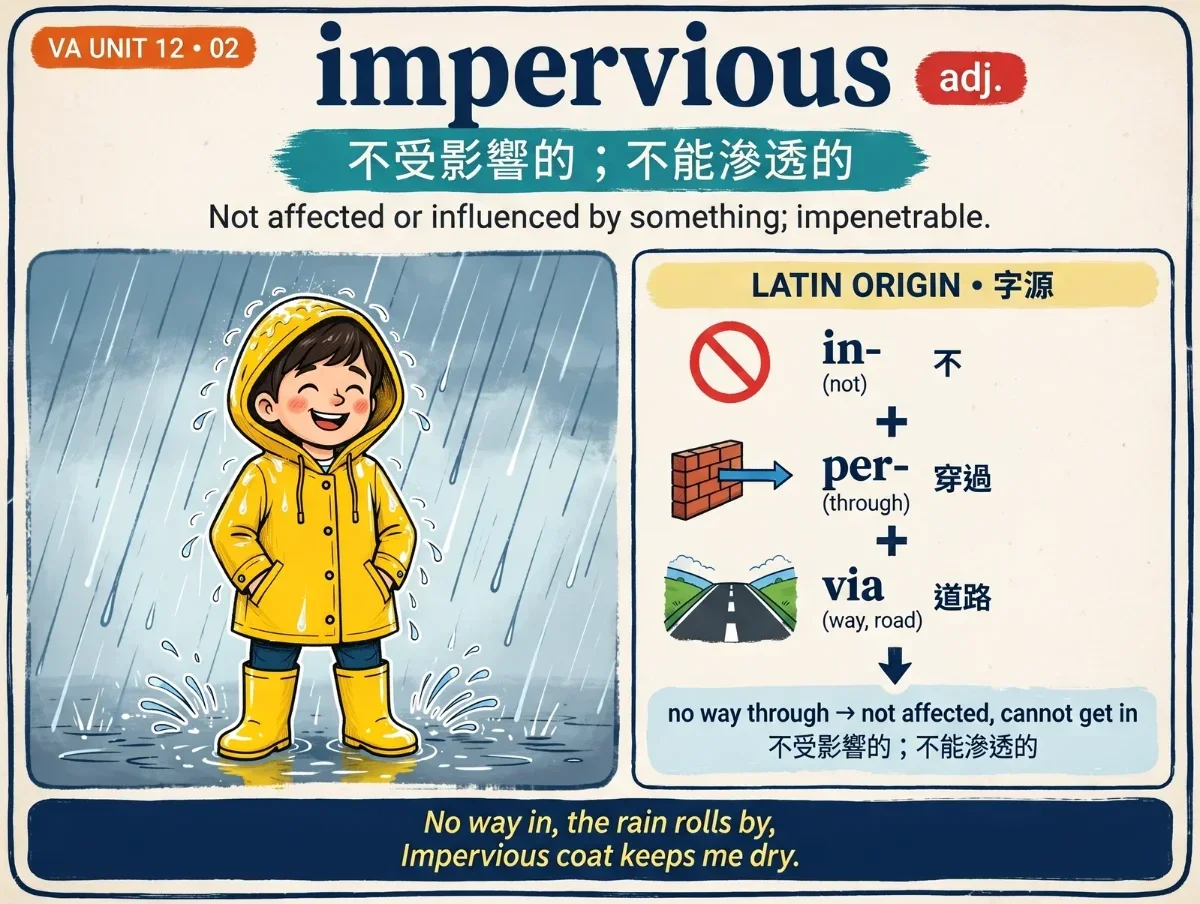 VA UNIT 12 • 02
impervious
adj.
不受影響的；不能滲透的
Not affected or influenced by something; impenetrable.
LATIN ORIGIN • 字源
in-
(not)
不
+
per-
(through)
穿過
+
via
(way, road)
道路
no way through → not affected, cannot get in
不受影響的；不能滲透的
No way in, the rain rolls by,
Impervious coat keeps me dry.